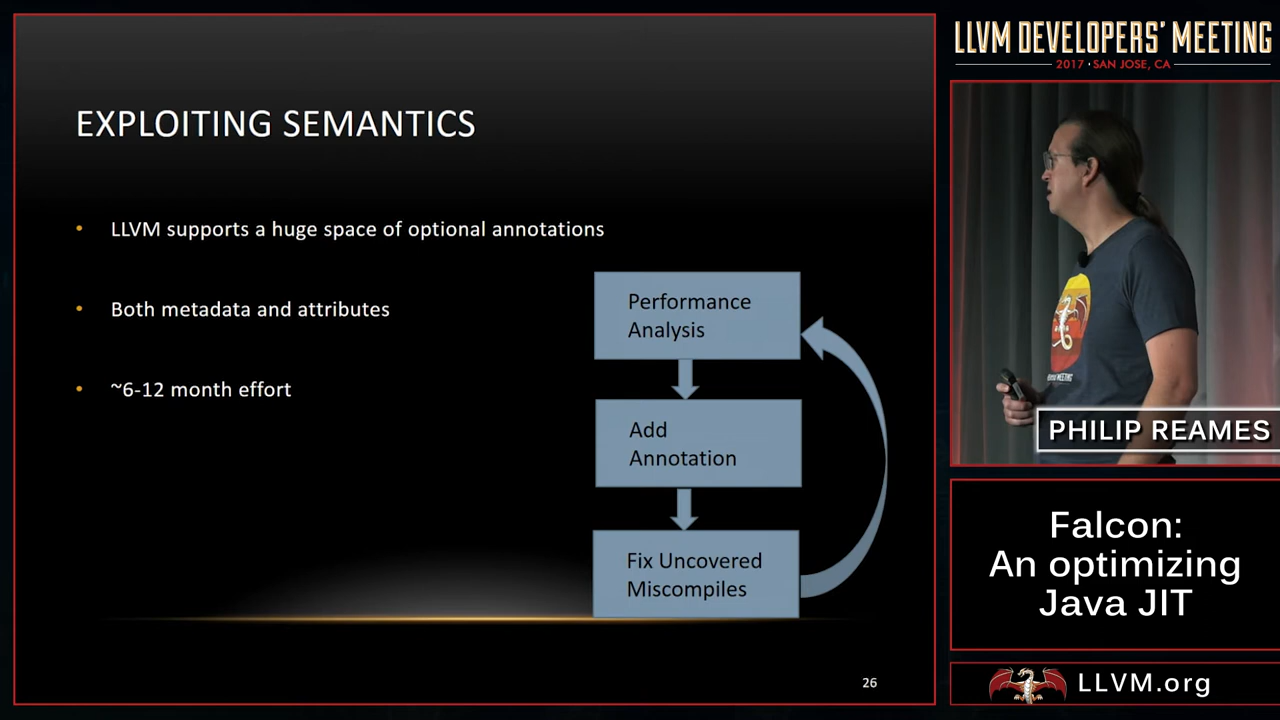 EXPLOITING SEMANTICS
• LLVM supports a huge space of optional annotations
• Both metadata and attributes
• ~6-12 month effort
Performance
Analysis
Add
Annotation
Fix Uncovered
Miscompiles
26
LLVM DEVELOPERS' MEETING
2017 · SAN JOSE, CA
PHILIP REAMES
Falcon:
An optimizing
Java JIT
LLVM.org